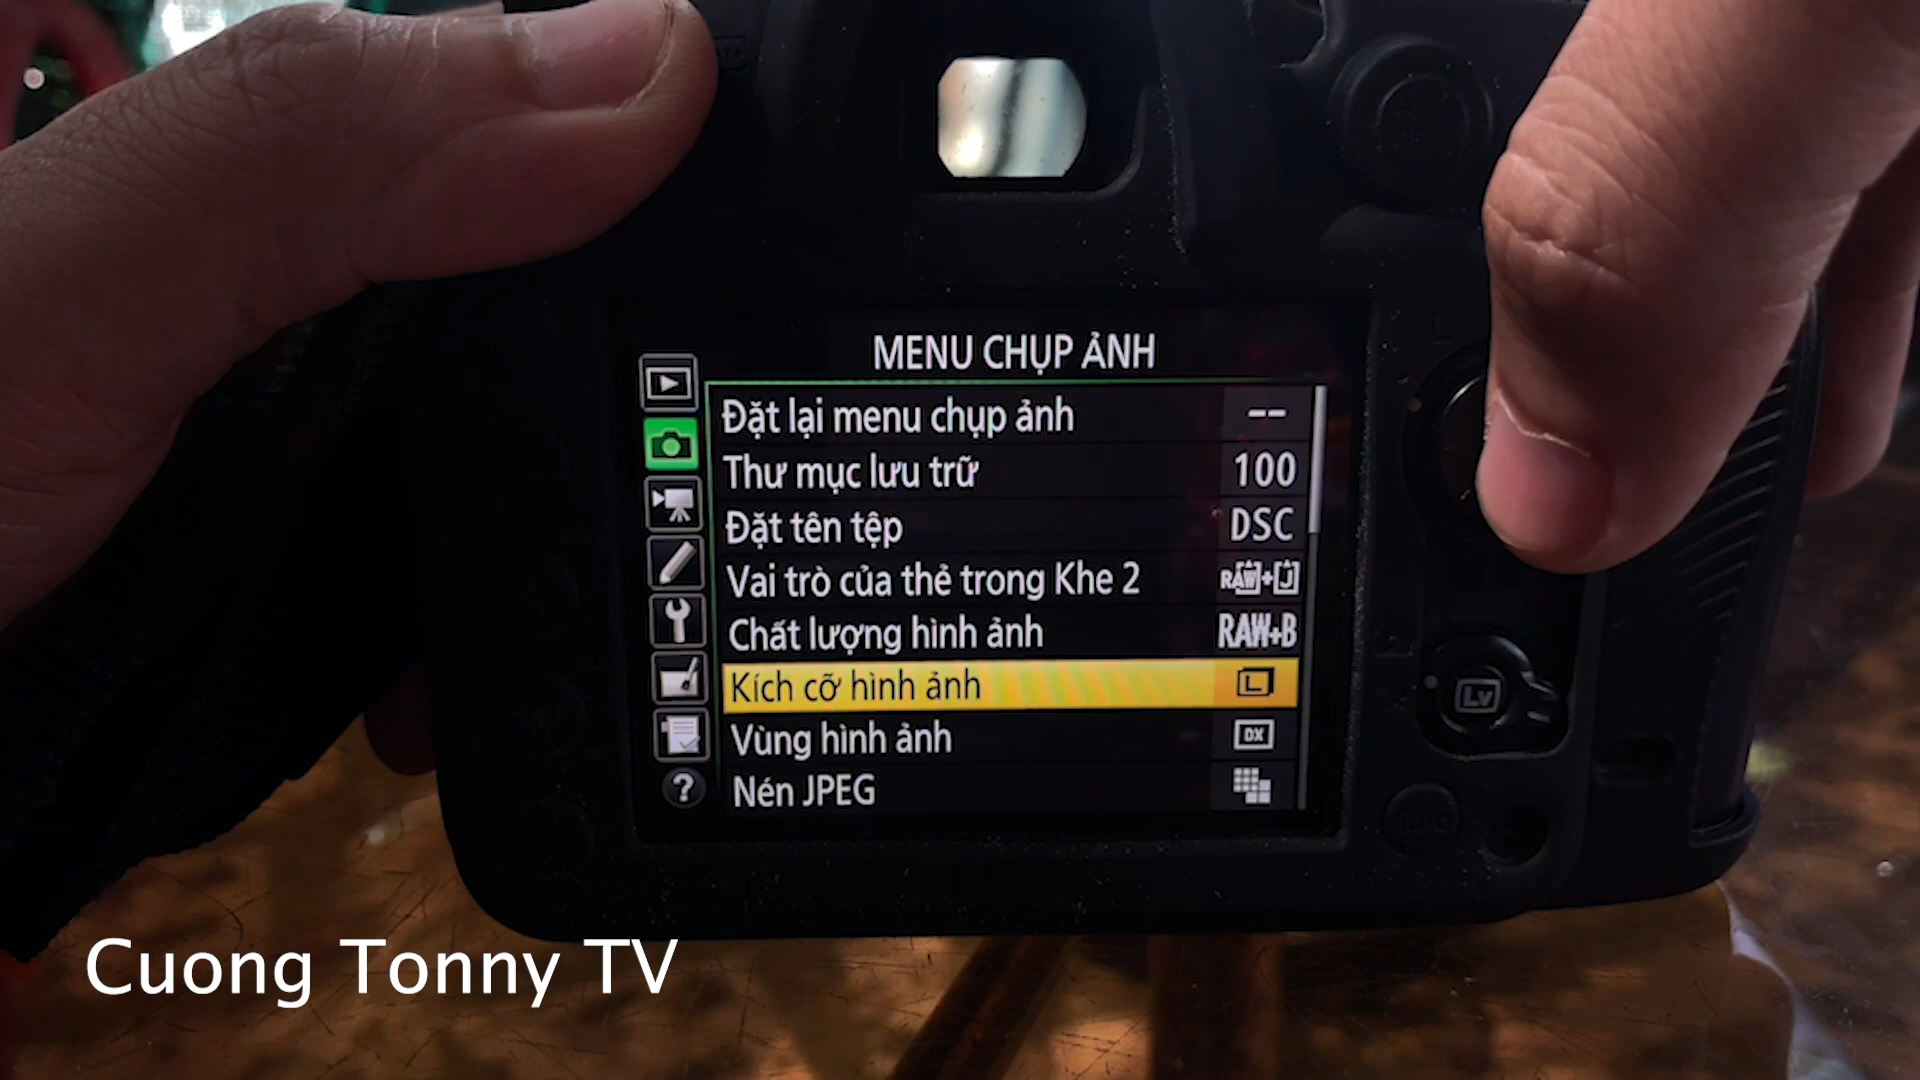 MENU CHỤP ẢNH
Đặt lại menu chụp ảnh --
Thư mục lưu trữ 100
Đặt tên tệp DSC
Vai trò của thẻ trong Khe 2 RAW+J
Chất lượng hình ảnh RAW+B
Kích cỡ hình ảnh L
Vùng hình ảnh DX
Nén JPEG
?
Lv
Cuong Tonny TV